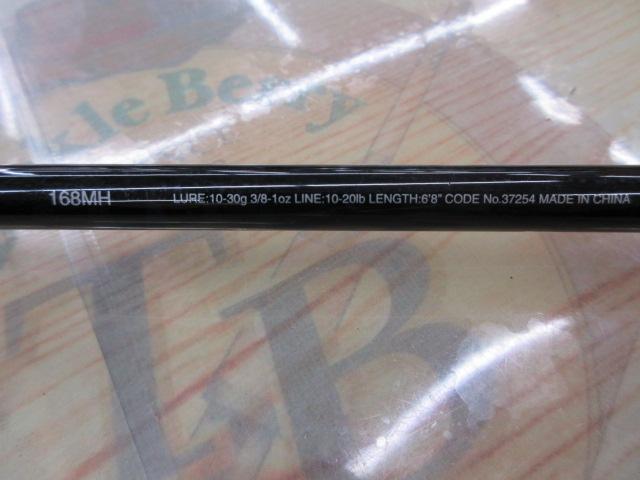 kle Berry
168MH LURE:10-30g 3/8-1oz LINE:10-20lb LENGTH:6'8" CODE No.37254 MADE IN CHINA
TB